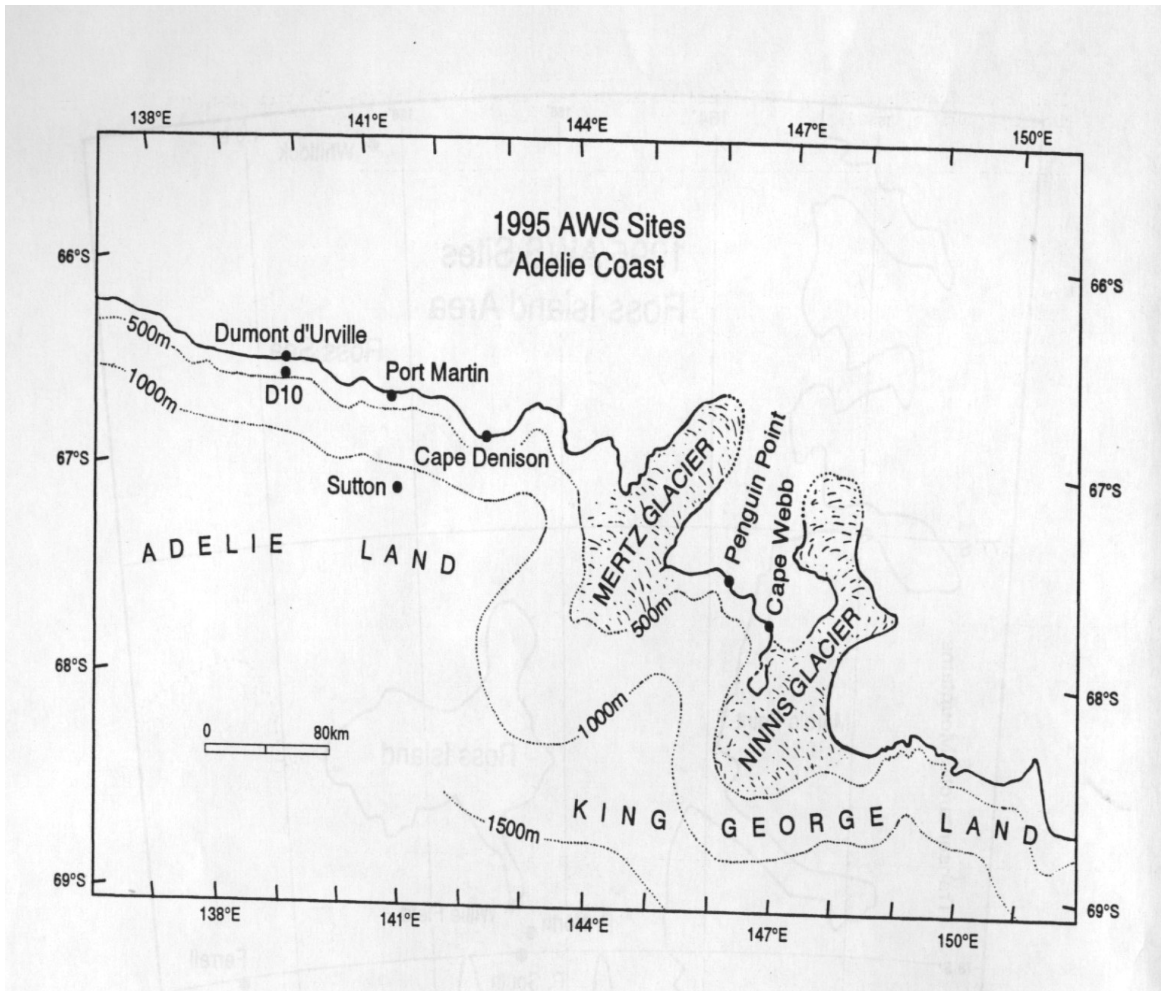 138°E
141°E
144°E
147°E
150°E
1995 AWS Sites
Adelie Coast
66°S
66°S
500m
Dumont d'Urville
D10
Port Martin
1000m
Cape Denison
67°S
67°S
Sutton
MERTZ GLACIER
Penguin Point
Cape Webb
ADELIE LAND
500m
NINNIS GLACIER
68°S
68°S
0 80km
1000m
1500m
KING GEORGE LAND
69°S
69°S
138°E
141°E
144°E
147°E
150°E